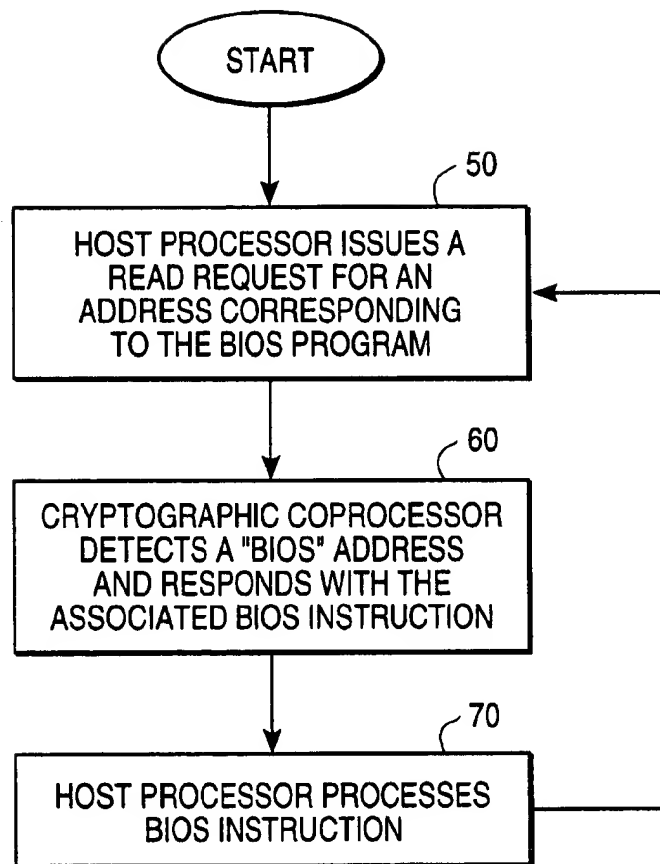 START
50
HOST PROCESSOR ISSUES A
READ REQUEST FOR AN
ADDRESS CORRESPONDING
TO THE BIOS PROGRAM
60
CRYPTOGRAPHIC COPROCESSOR
DETECTS A "BIOS" ADDRESS
AND RESPONDS WITH THE
ASSOCIATED BIOS INSTRUCTION
70
HOST PROCESSOR PROCESSES
BIOS INSTRUCTION